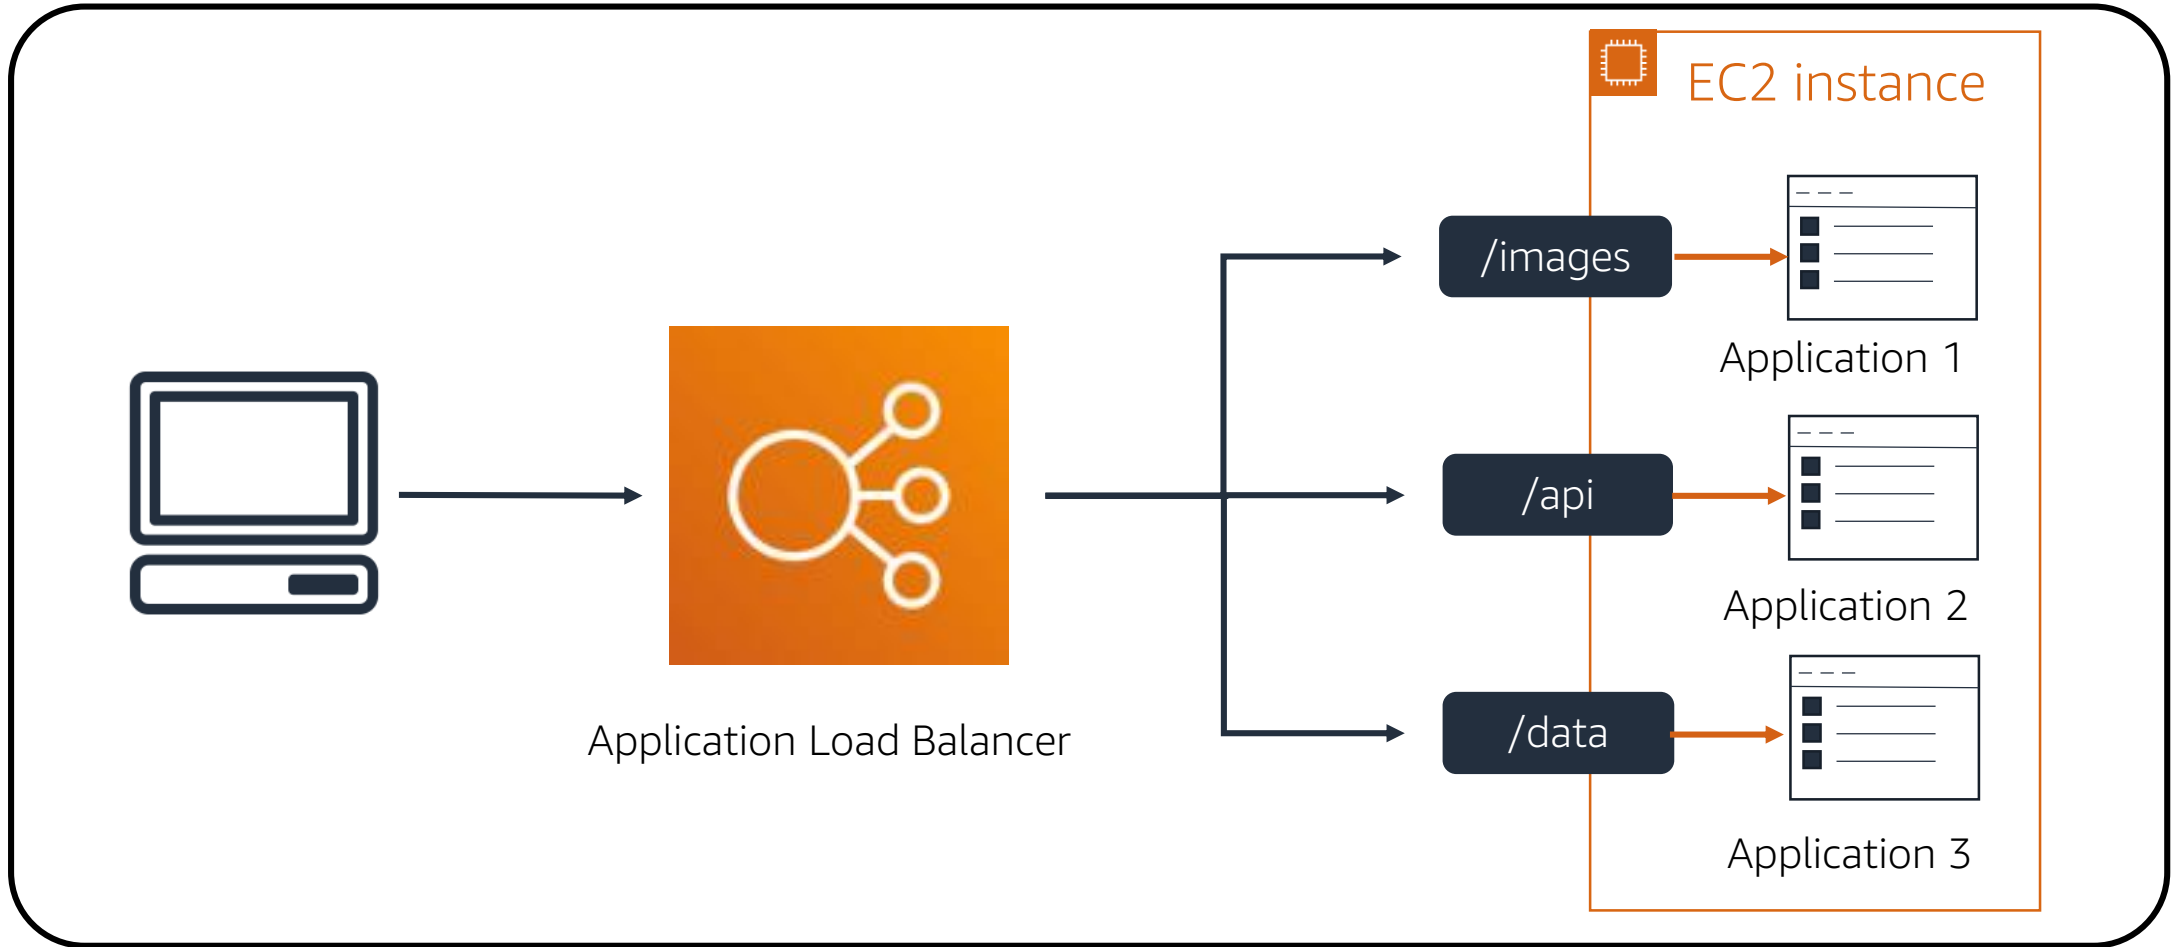 EC2 instance
/images
Application 1
/api
Application 2
Application Load Balancer
/data
Application 3